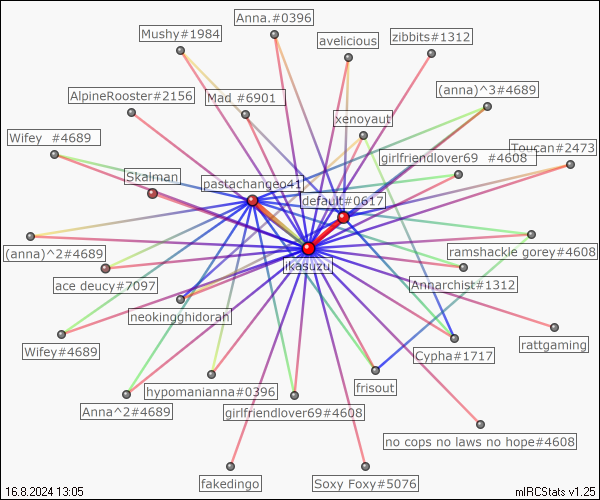 Anna.#0396
Mushy#1984
avelicious
zibbits#1312
AlpineRooster#2156
Mad_#6901
(anna)^3#4689
xenoyaut
Wifey  #4689
girlfriendlover69  #4608
Toucan#2473
Skalman
pastachangeo41
default#0617
(anna)^2#4689
ramshackle gorey#4608
ikasuzu
ace deucy#7097
Annarchist#1312
neokingghidorah
rattgaming
Wifey#4689
Cypha#1717
hypomanianna#0396
frisout
Anna^2#4689
girlfriendlover69#4608
no cops no laws no hope#4608
fakedingo
Soxy Foxy#5076
16.8.2024 13:05
mIRCStats v1.25